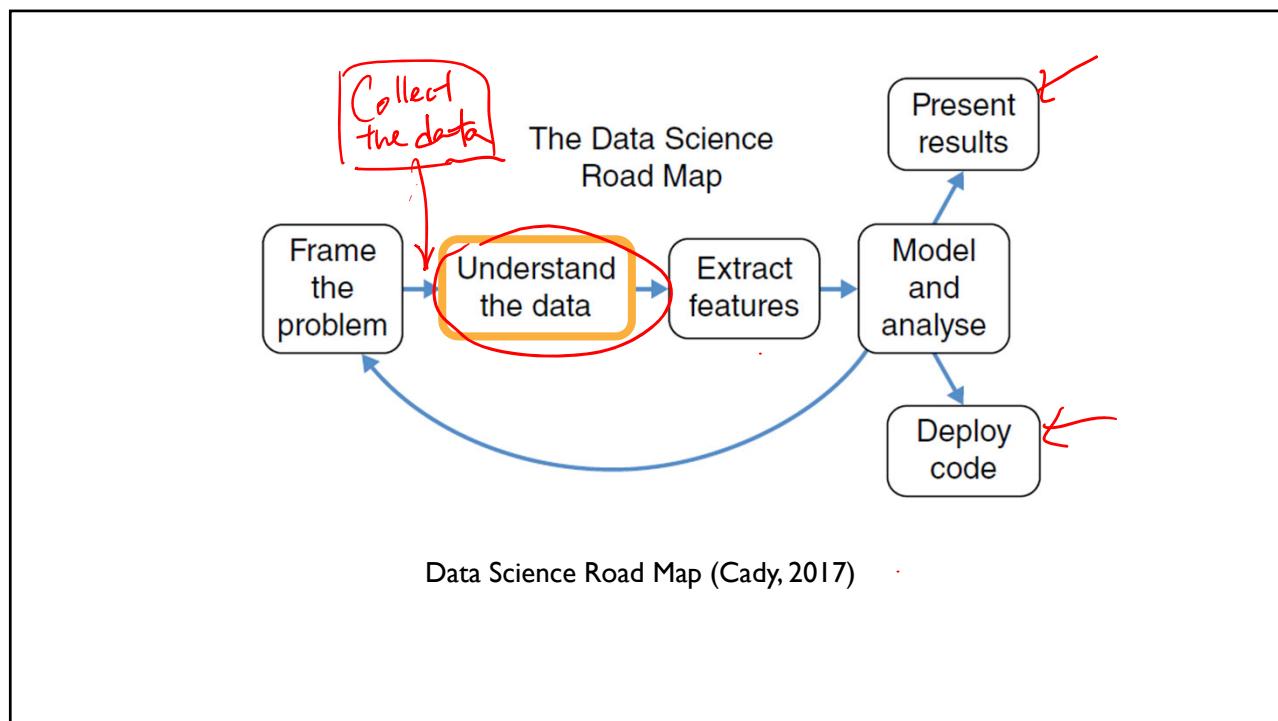 Collect
the data
The Data Science
Road Map
Frame
the
problem
Understand
the data
Extract
features
Model
and
analyse
Present
results
Deploy
code
Data Science Road Map (Cady, 2017)